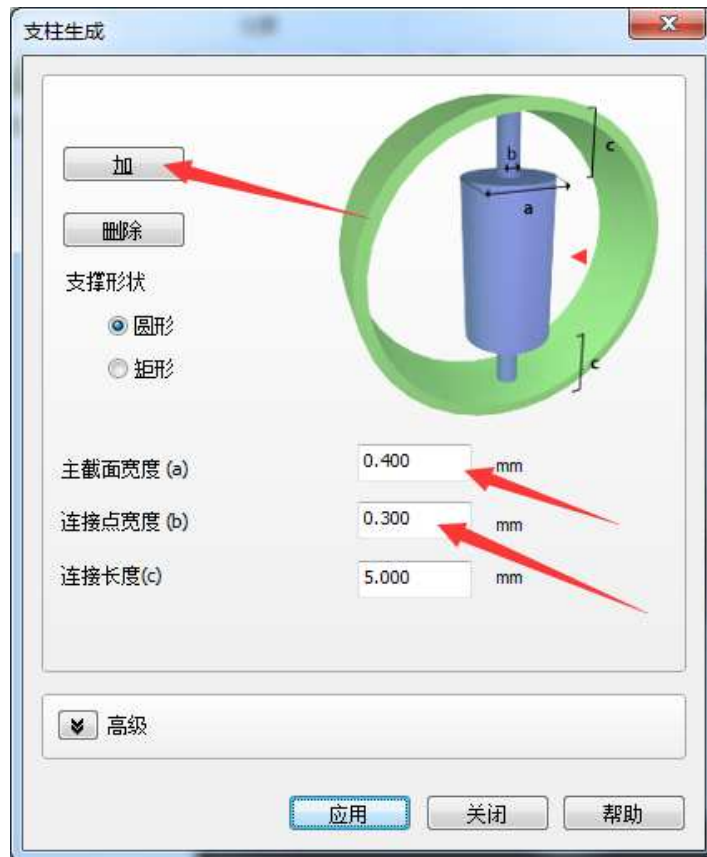 支柱生成
加
删除
支撑形状
圆形
矩形
b
a
c
c
主截面宽度 (a)
0.400
mm
连接点宽度 (b)
0.300
mm
连接长度(c)
5.000
mm
高级
应用
关闭
帮助